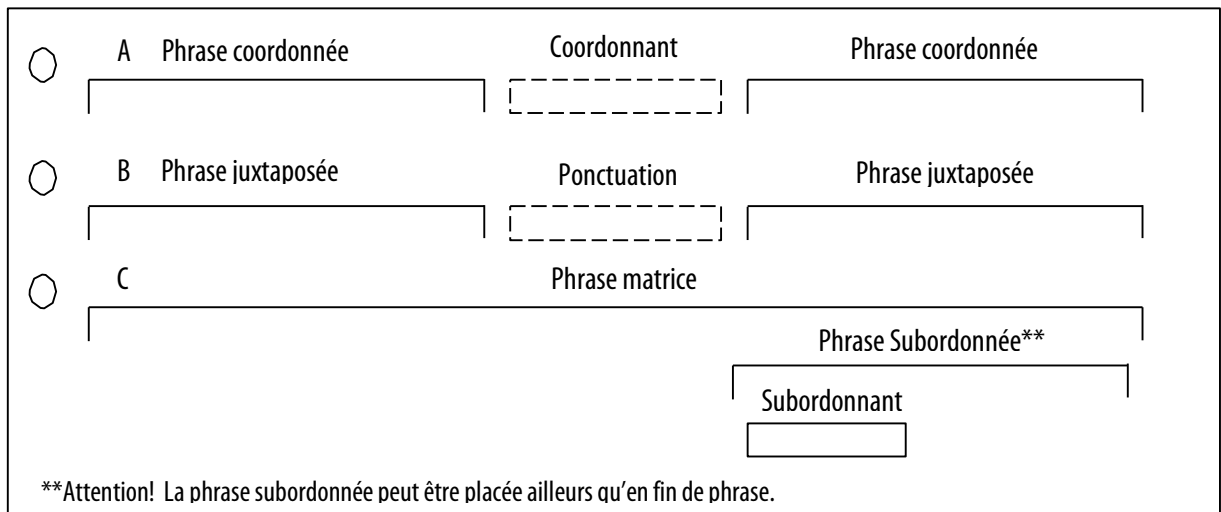 A Phrase coordonnée Coordonnant Phrase coordonnée
B Phrase juxtaposée Ponctuation Phrase juxtaposée
C Phrase matrice
Phrase Subordonnée**
Subordonnant
**Attention! La phrase subordonnée peut être placée ailleurs qu'en fin de phrase.